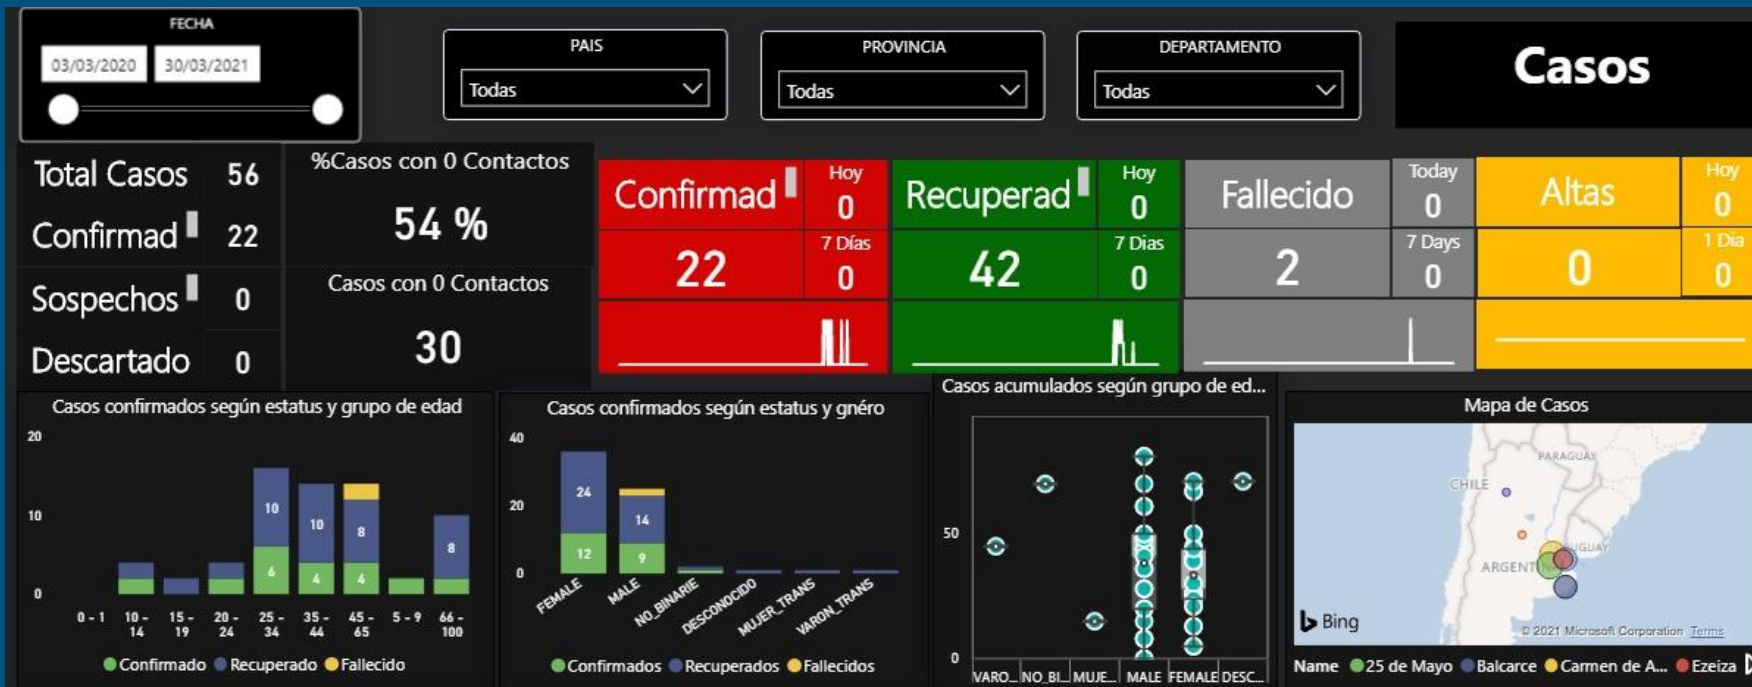 FECHA
03/03/2020 30/03/2021
PAIS
Todas
PROVINCIA
Todas
DEPARTAMENTO
Todas
Casos
Total Casos 56
Confirmad 22
Sospechos 0
Descartado 0
%Casos con 0 Contactos
54 %
Casos con 0 Contactos
30
Confirmad
Hoy
0
22
7 Días
0
Recuperad
Hoy
0
42
7 Dias
0
Fallecido
Today
0
2
7 Days
0
Altas
Hoy
0
0
1 Dia
0
Casos confirmados según estatus y grupo de edad
20
10
0
6 10
4 10
4 8
8
0 - 1 10 - 14 15 - 19 20 - 24 25 - 34 35 - 44 45 - 65 5 - 9 66 - 100
Confirmado Recuperado Fallecido
Casos confirmados según estatus y gnéro
40
20
0
24
12
14
9
FEMALE MALE NO_BINARIE DESCONOCIDO MUJER_TRANS VARON_TRANS
Confirmados Recuperados Fallecidos
Casos acumulados según grupo de ed...
50
0
VARO... NO_BI... MUJE... MALE FEMALE DESC...
Mapa de Casos
PARAGUAY
CHILE
UGUAY
ARGENTIN
Bing
© 2021 Microsoft Corporation Terms
Name 25 de Mayo Balcarce Carmen de A... Ezeiza